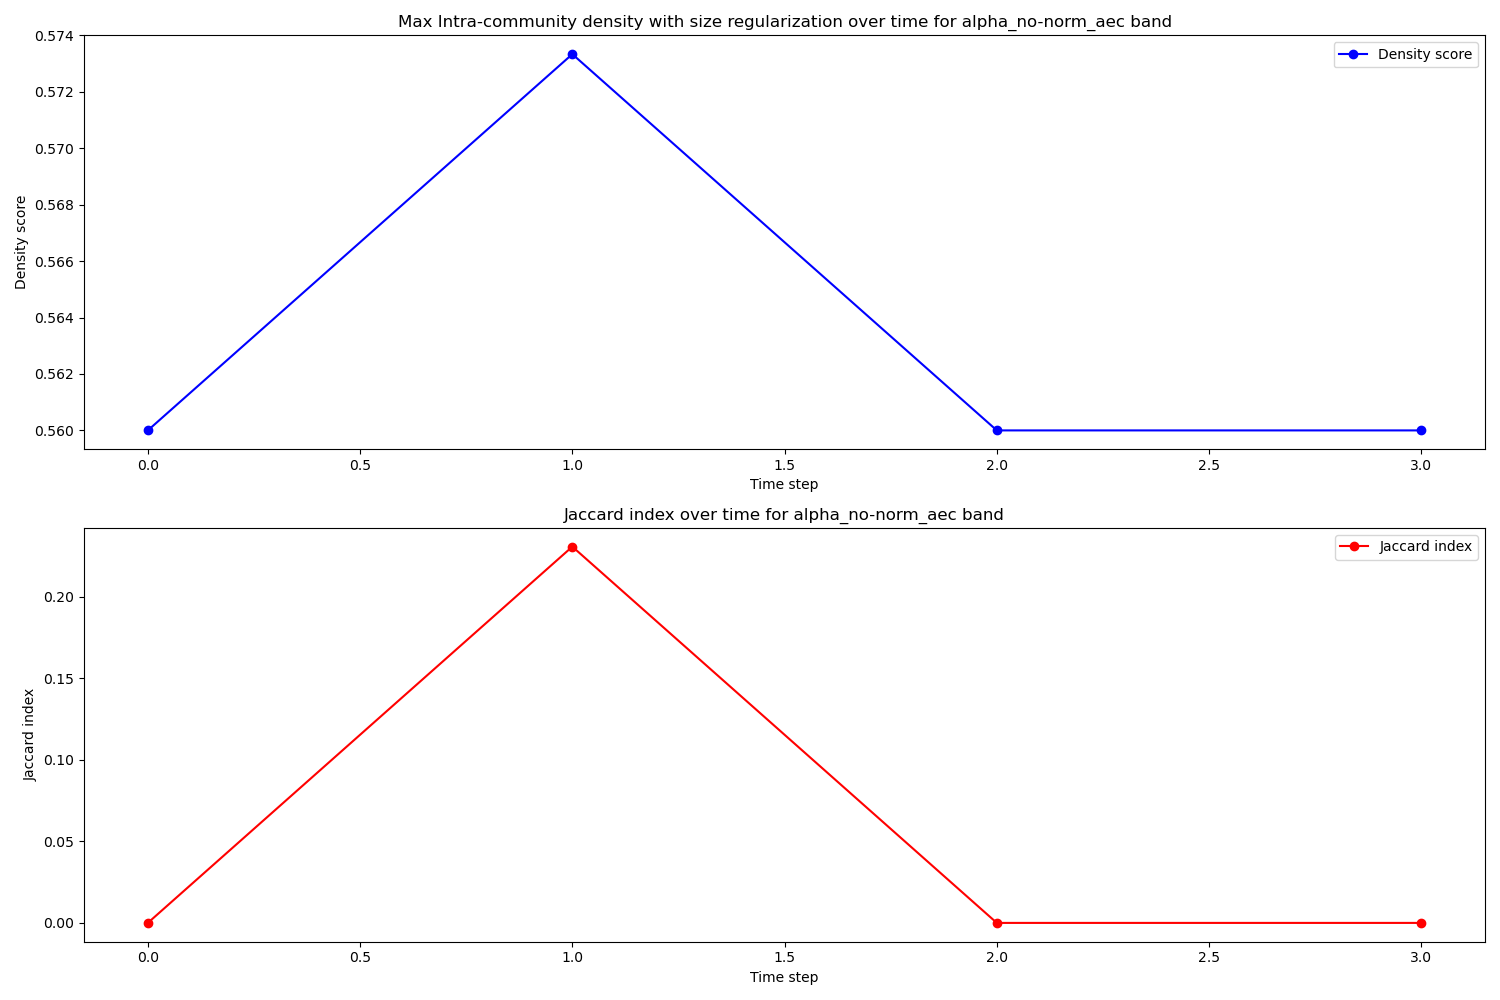 Max Intra-community density with size regularization over time for alpha_no-norm_aec band
0.574
0.572
0.570
0.568
0.566
0.564
0.562
0.560
Density score
Density score
0.0 0.5 1.0 1.5 2.0 2.5 3.0
Time step
Jaccard index over time for alpha_no-norm_aec band
0.20
0.15
0.10
0.05
0.00
Jaccard index
Jaccard index
0.0 0.5 1.0 1.5 2.0 2.5 3.0
Time step